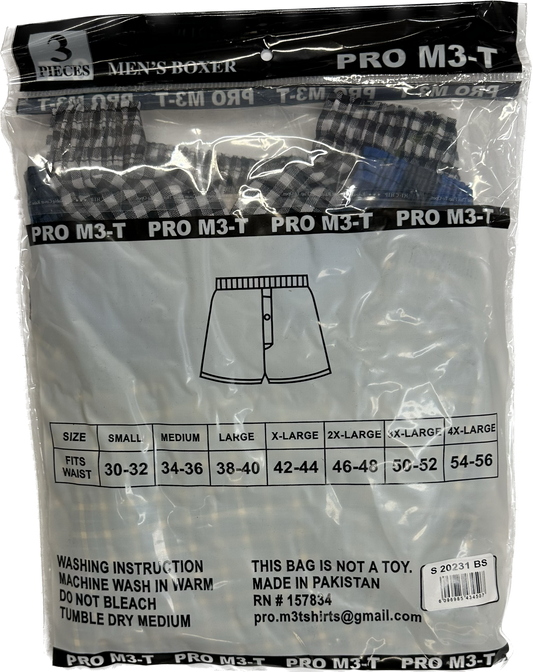 3
PIECES
MEN'S BOXER
PRO M3-T
PRO M3-T PRO M3-T PRO M3-T
PRO M3-T PRO M3-T PRO M3-T PRO M3-T
SIZE SMALL MEDIUM LARGE X-LARGE 2X-LARGE 3X-LARGE 4X-LARGE
FITS WAIST 30-32 34-36 38-40 42-44 46-48 50-52 54-56
WASHING INSTRUCTION
MACHINE WASH IN WARM
DO NOT BLEACH
TUMBLE DRY MEDIUM
THIS BAG IS NOT A TOY.
MADE IN PAKISTAN
RN # 157834
pro.m3tshirts@gmail.com
S 20231 BS
PRO M3-T PRO M3-T PRO M3-T PRO M3-T